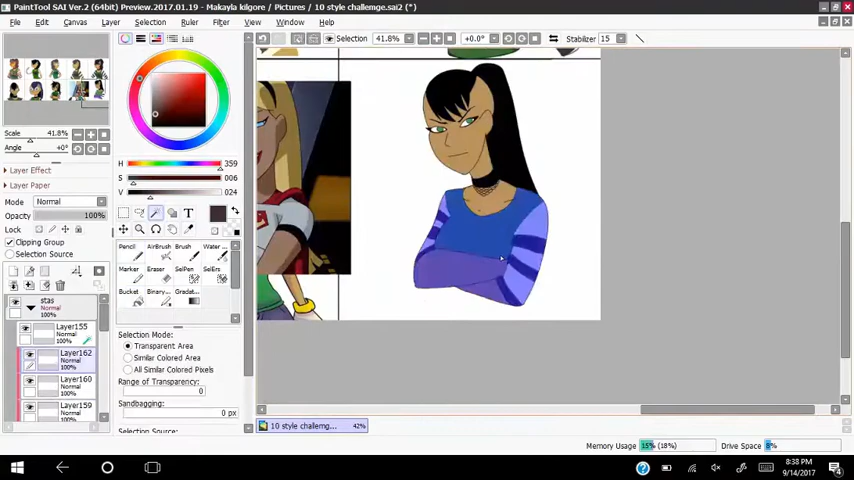 PaintTool SAI Ver.2 (64bit) Preview.2017.01.19 - Makayla kilgore / Pictures / 10 style challemge.sai2 (*)
File Edit Canvas Layer Selection Ruler Filter View Window Help
Selection 41.8% +0.0° Stabilizer 15
Scale
41.8%
Angle
+0°
Layer Effect
Layer Paper
Mode Normal
Opacity 100%
Lock
Clipping Group
Selection Source
stas
Normal
100%
Layer155
Normal
100%
Layer162
Normal
100%
Layer160
Normal
100%
Layer159
Normal
H 359
S 006
V 024
T
Pencil AirBrush Brush Water ...
Marker Eraser SelPen SelErs
Bucket Binary... Gradat...
Selection Mode:
Transparent Area
Similar Colored Area
All Similar Colored Pixels
Range of Transparency:
0
Sandbagging:
0 px
10 style challemg... 42%
Memory Usage 15% (18%) Drive Space 8%
8:38 PM
9/14/2017
4